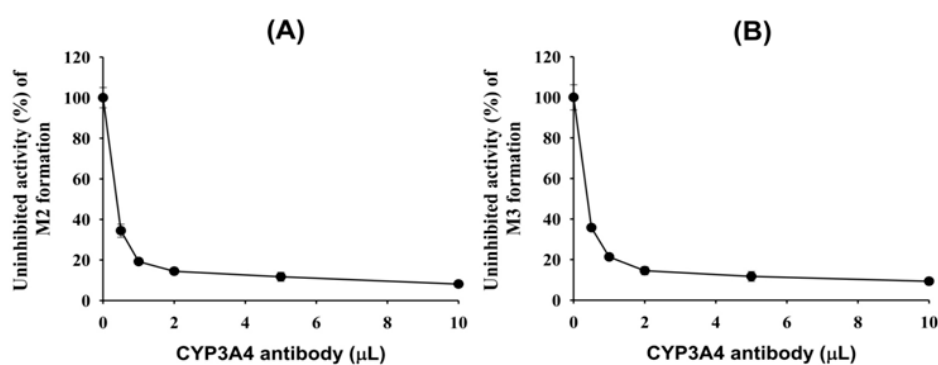 (A)
Uninhibited activity (%) of
M2 formation
120
100
80
60
40
20
0
0 2 4 6 8 10
CYP3A4 antibody (μL)
(B)
Uninhibited activity (%) of
M3 formation
120
100
80
60
40
20
0
0 2 4 6 8 10
CYP3A4 antibody (μL)